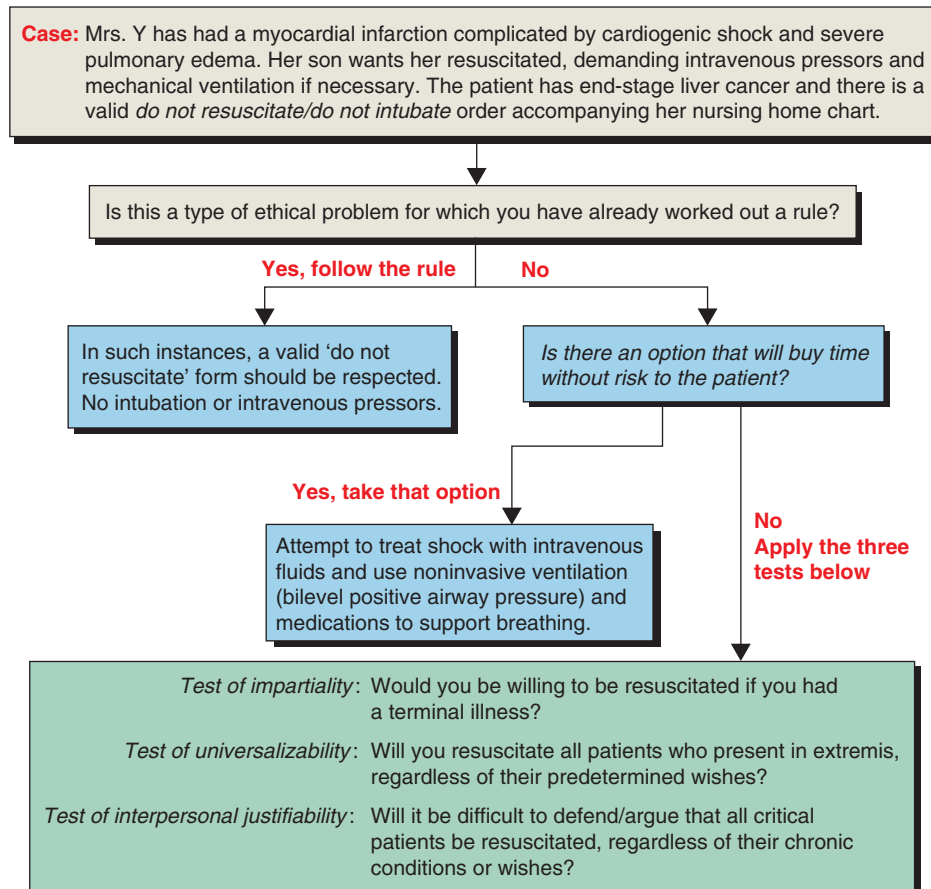 Case: Mrs. Y has had a myocardial infarction complicated by cardiogenic shock and severe
pulmonary edema. Her son wants her resuscitated, demanding intravenous pressors and
mechanical ventilation if necessary. The patient has end-stage liver cancer and there is a
valid do not resuscitate/do not intubate order accompanying her nursing home chart.
Is this a type of ethical problem for which you have already worked out a rule?
Yes, follow the rule
No
In such instances, a valid ‘do not
resuscitate’ form should be respected.
No intubation or intravenous pressors.
Is there an option that will buy time
without risk to the patient?
Yes, take that option
No
Apply the three
tests below
Attempt to treat shock with intravenous
fluids and use noninvasive ventilation
(bilevel positive airway pressure) and
medications to support breathing.
Test of impartiality: Would you be willing to be resuscitated if you had
a terminal illness?
Test of universalizability: Will you resuscitate all patients who present in extremis,
regardless of their predetermined wishes?
Test of interpersonal justifiability: Will it be difficult to defend/argue that all critical
patients be resuscitated, regardless of their chronic
conditions or wishes?